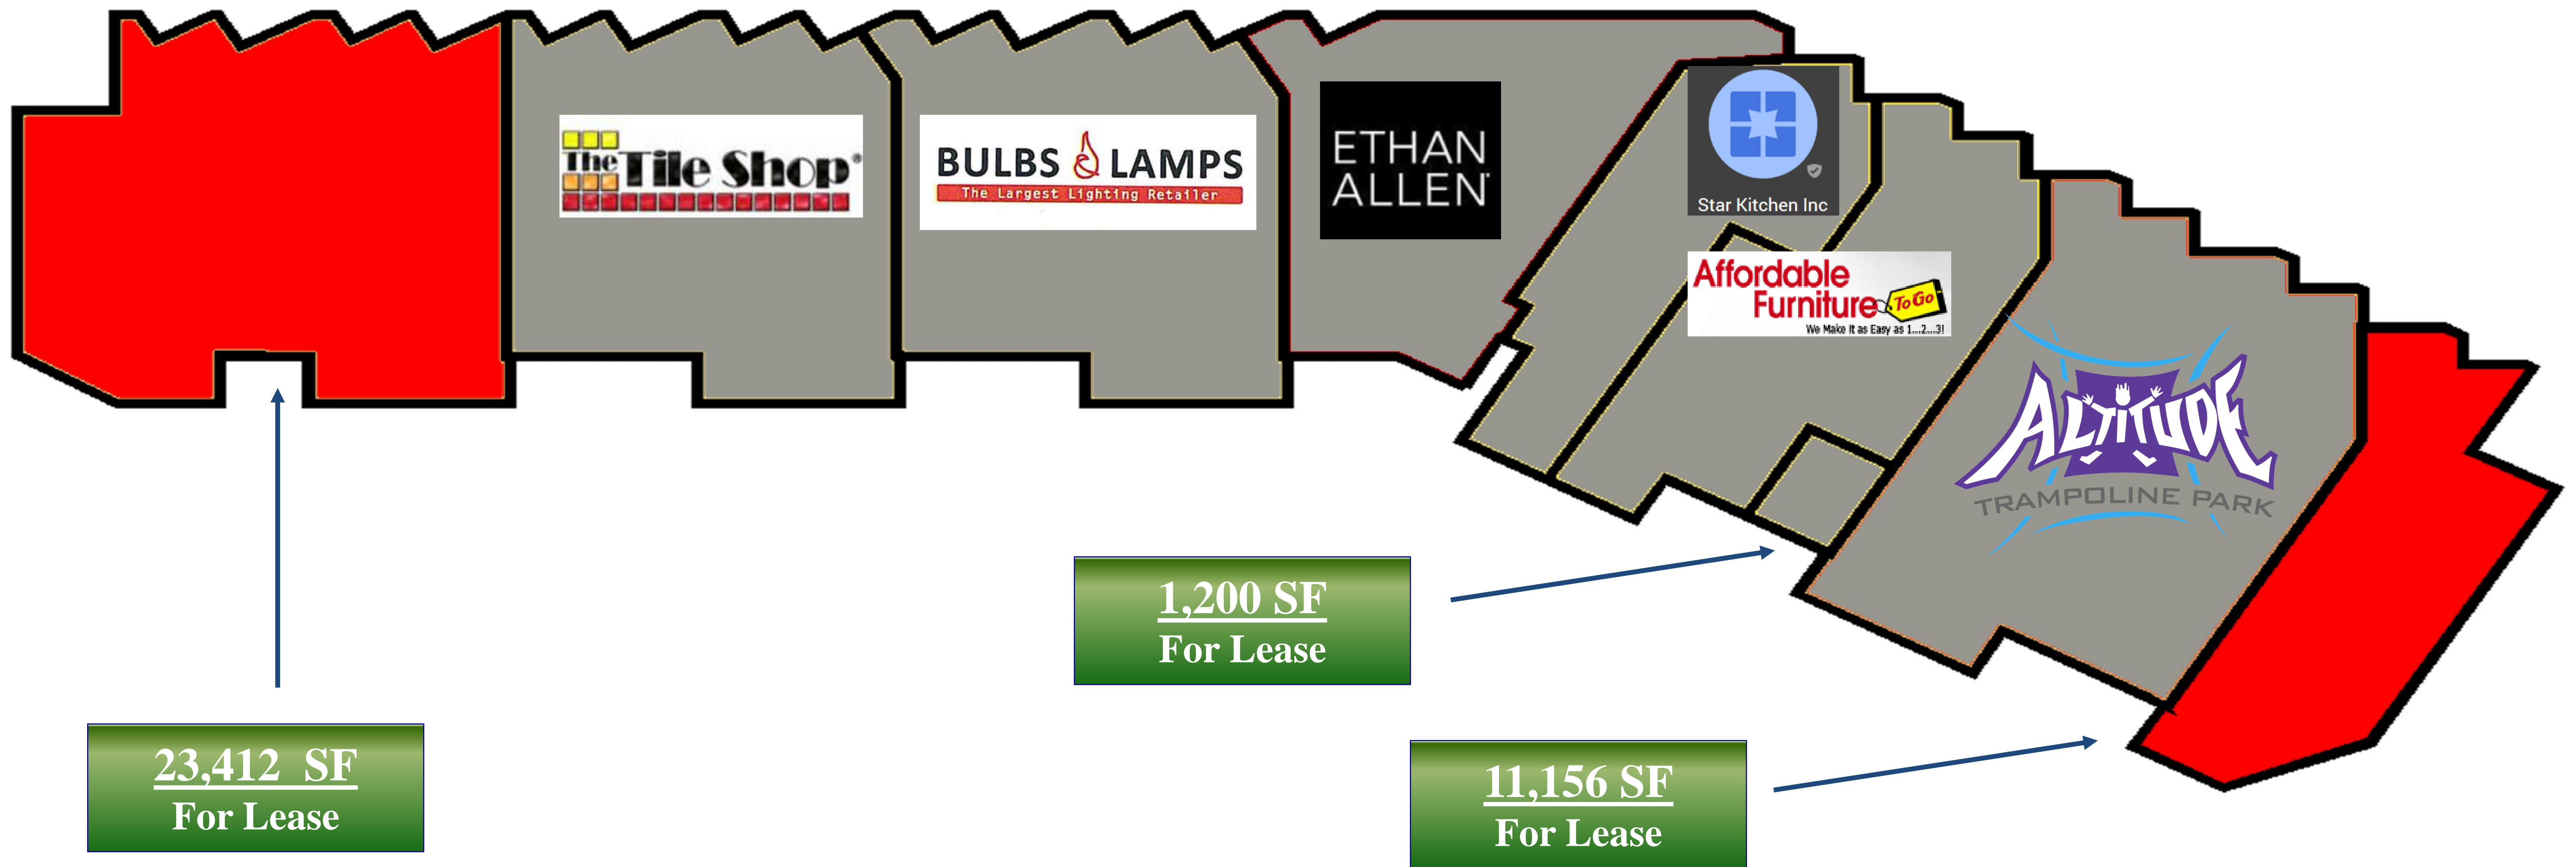 The Tile Shop®
BULBS & LAMPS
The Largest Lighting Retailer
ETHAN
ALLEN
Star Kitchen Inc
Affordable
Furniture To Go
We Make It as Easy as 1...2...3!
ALTITUDE
TRAMPOLINE PARK
1,200 SF
For Lease
23,412 SF
For Lease
11,156 SF
For Lease